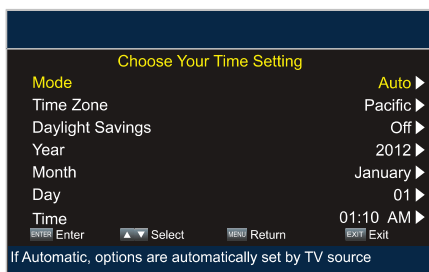 Choose Your Time Setting
Mode Auto
Time Zone Pacific
Daylight Savings Off
Year 2012
Month January
Day 01
Time 01:10 AM
ENTER Enter ▲ ▼ Select MENU Return EXIT Exit
If Automatic, options are automatically set by TV source